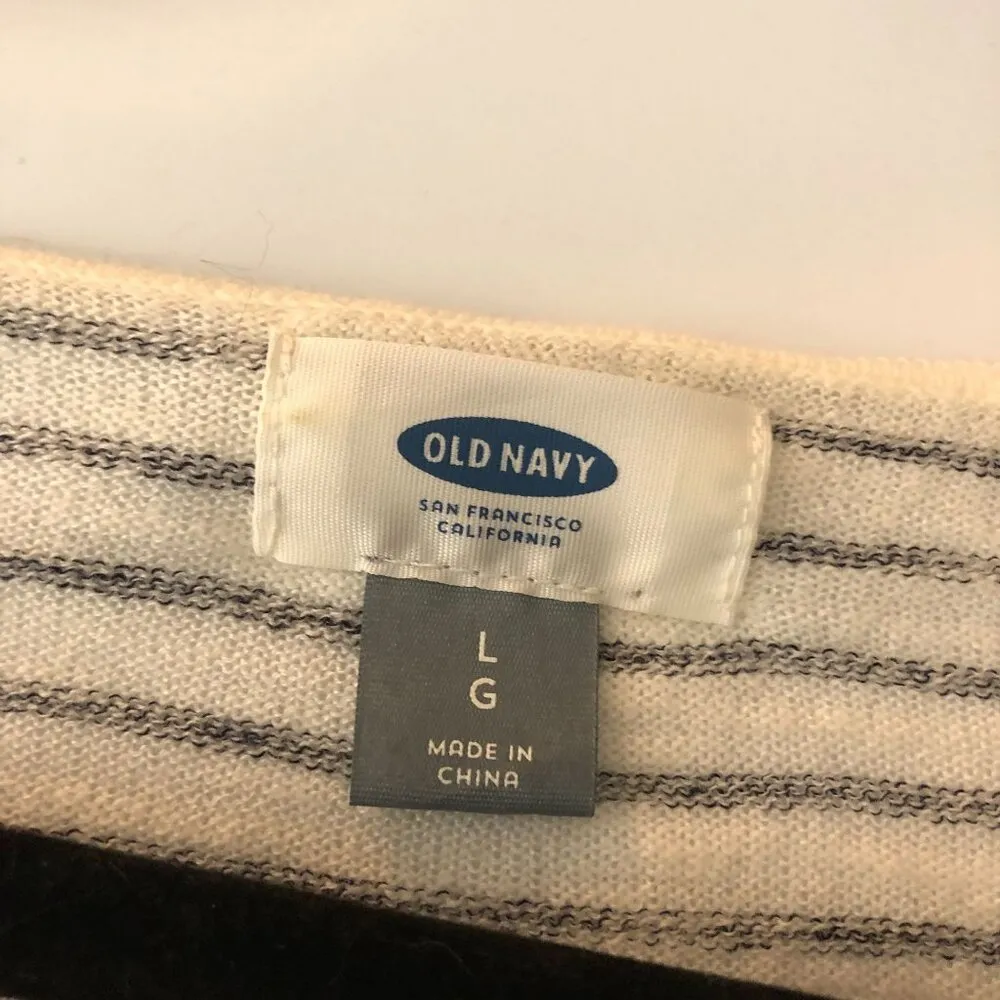 OLD NAVY
SAN FRANCISCO
CALIFORNIA
L
G
MADE IN
CHINA